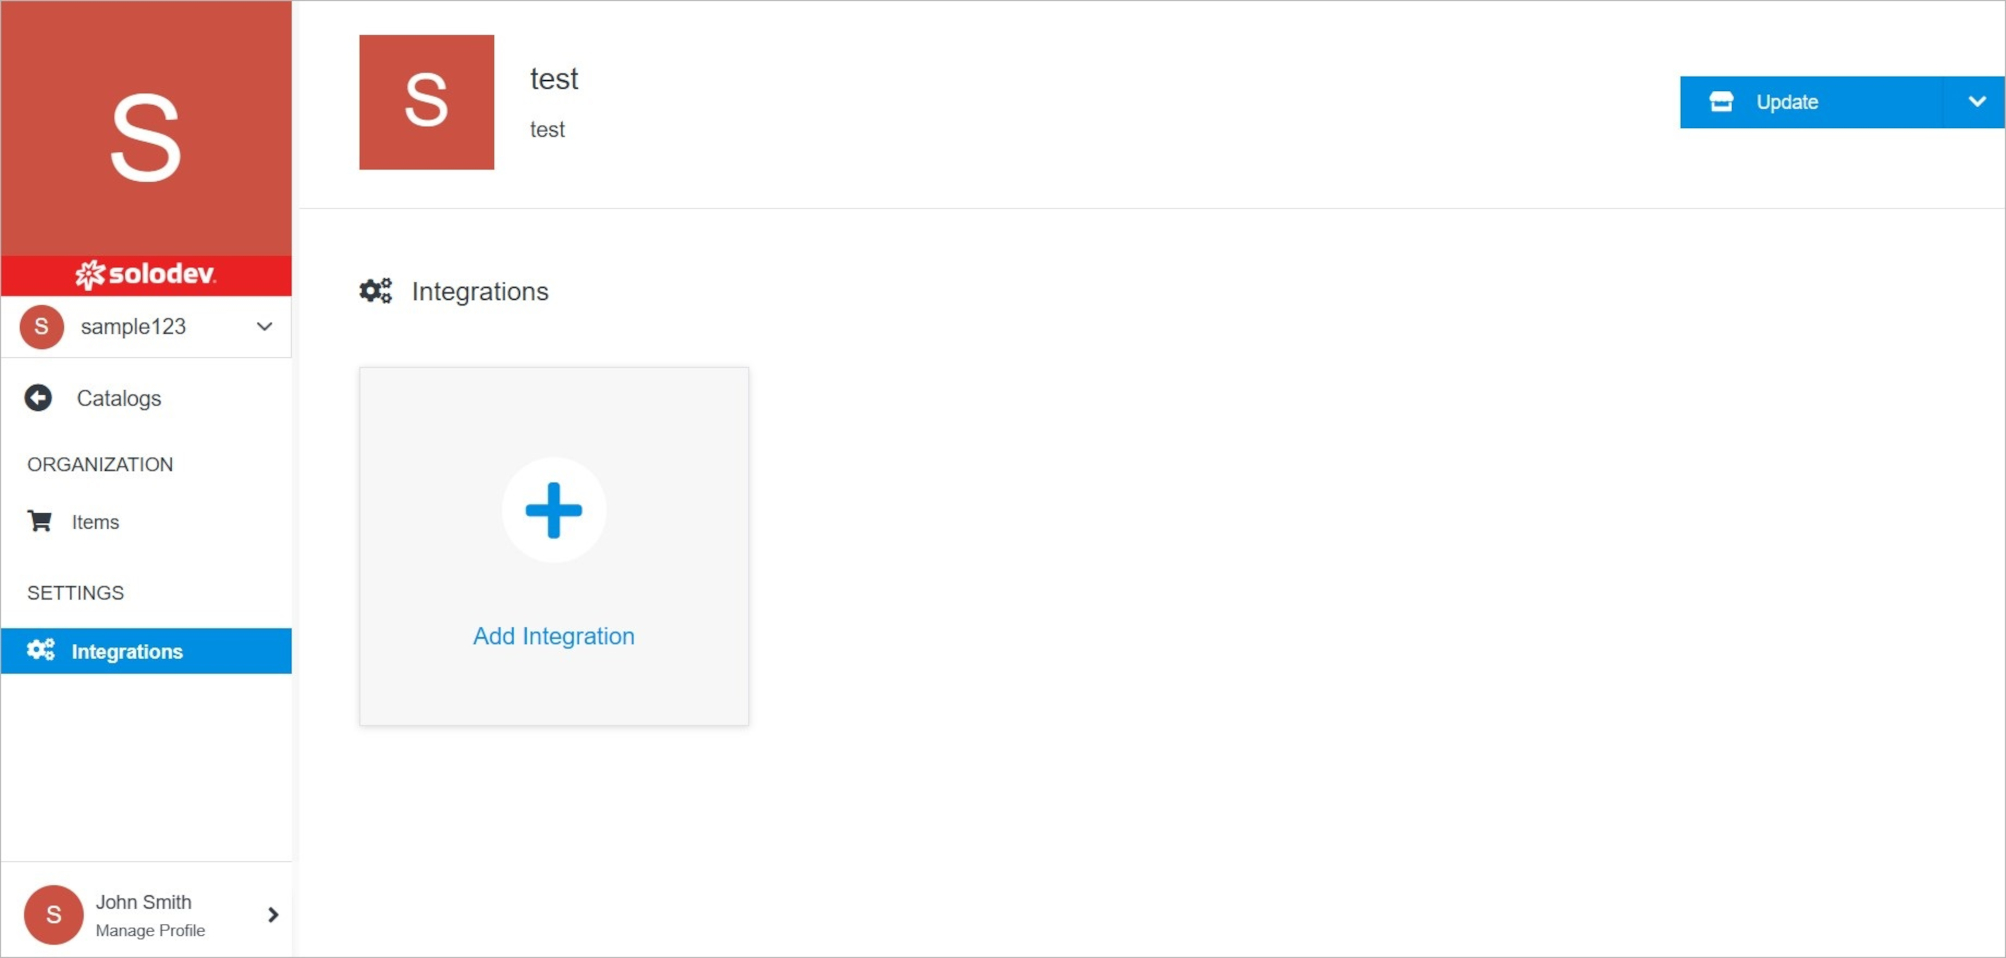 S
solodev
S sample123
Catalogs
ORGANIZATION
Items
SETTINGS
Integrations
S John Smith
Manage Profile
S
test
test
Update
Integrations
Add Integration